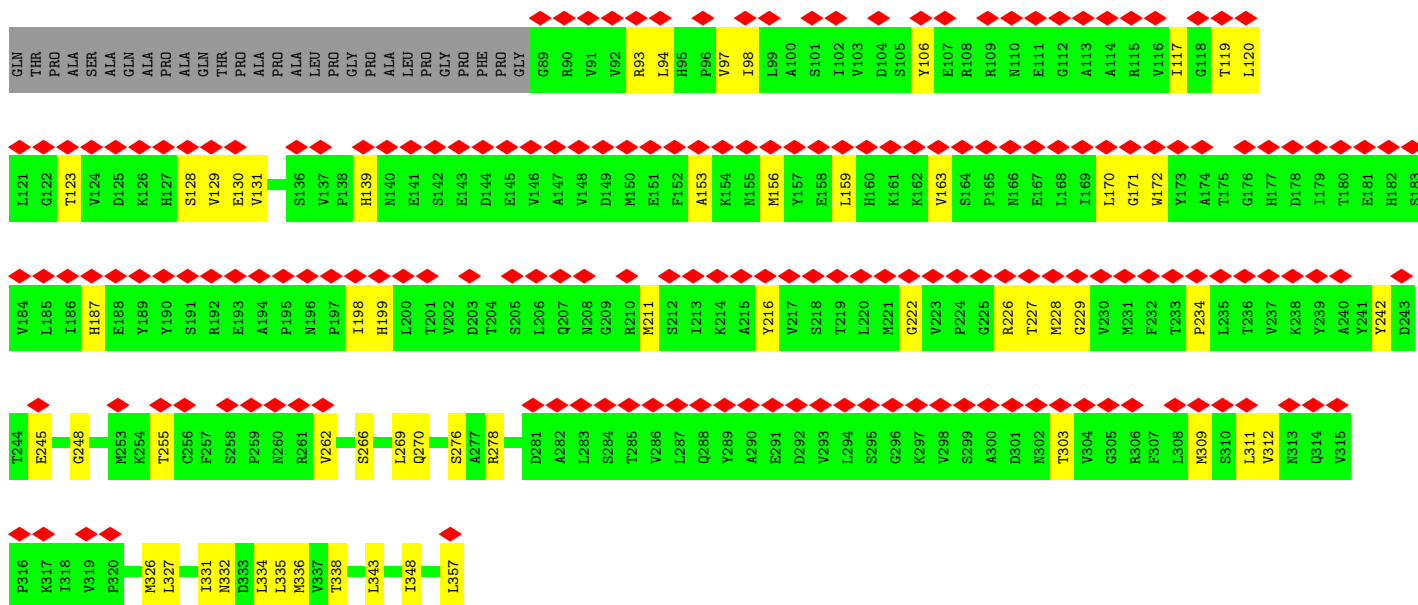 GLN THR PRO ALA SER ALA GLN ALA PRO ALA GLN THR PRO ALA PRO ALA LEU PRO GLY PRO ALA LEU PRO GLY PRO PHE PRO GLY G89 R90 V91 V92 R93 L94 H95 P96 V97 I98 L99 A100 S101 I102 V103 D104 S105 Y106 E107 R108 R109 N110 E111 G112 A113 A114 R115 V116 I117 G118 T119 L120
L121 G122 T123 V124 D125 K126 H127 S128 V129 E130 V131 S136 V137 P138 H139 N140 E141 S142 E143 D144 E145 V146 A147 V148 D149 M150 E151 F152 A153 K154 N155 M156 Y157 E158 L159 H160 K161 K162 V163 S164 P165 N166 E167 L168 I169 L170 G171 W172 Y173 A174 T175 G176 H177 D178 I179 T180 E181 H182 S183
V184 L185 I186 H187 E188 Y189 Y190 S191 R192 E193 A194 P195 N196 P197 I198 H199 L200 T201 V202 D203 T204 S205 L206 Q207 N208 G209 R210 M211 S212 I213 K214 A215 Y216 V217 S218 T219 L220 M221 G222 V223 P224 G225 R226 T227 M228 G229 V230 M231 F232 T233 P234 L235 T236 V237 K238 Y239 A240 Y241 Y242 D243
T244 E245 G248 M253 K254 T255 C256 F257 S258 P259 N260 R261 V262 S266 L269 Q270 S276 A277 R278 D281 A282 L283 S284 T285 V286 L287 Q288 Y289 A290 E291 D292 V293 L294 S295 G296 K297 V298 S299 A300 D301 N302 T303 V304 G305 R306 F307 L308 M309 S310 L311 V312 N313 Q314 V315
P316 K317 I318 V319 P320 M326 L327 I331 N332 D333 L334 L335 M336 V337 T338 L343 I348 L357